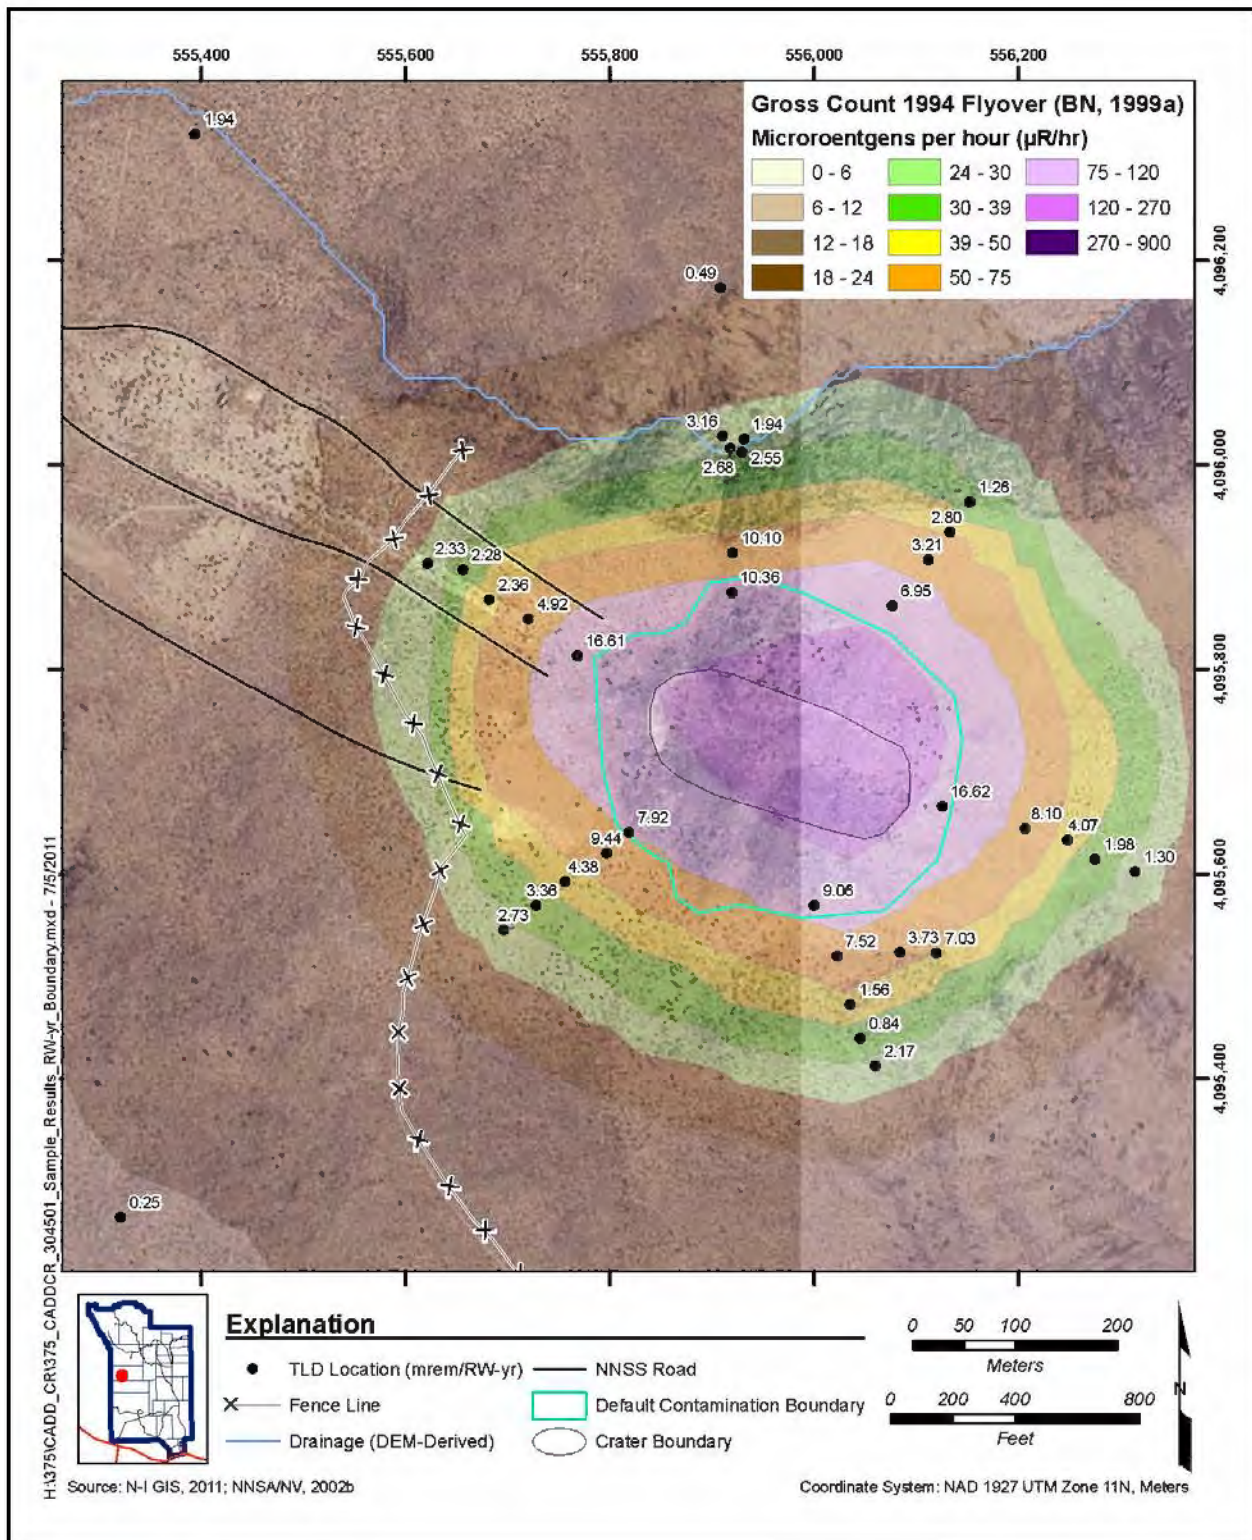 555,400 555,600 555,800 556,000 556,200
Gross Count 1994 Flyover (BN, 1999a)
Microroentgens per hour (µR/hr)
0 - 6 24 - 30 75 - 120
6 - 12 30 - 39 120 - 270
12 - 18 39 - 50 270 - 900
18 - 24 50 - 75
1.94
4,096,200
0.49
3.16 1.94
2.68 2.55
4,096,000
1.26
2.80
3.21
10.10
2.33 2.28
2.36
10.36
6.95
4.92
16.61
4,095,800
16.62
8.10
4.07
7.92
9.44
1.98
1.30
4.38
4,095,600
3.36
9.06
2.73
7.52 3.73 7.03
1.56
0.84
2.17
4,095,400
0.25
H:\375\CADD_CR\375_CADDCR_304501_Sample_Results_RW-yr_Boundary.mxd - 7/5/2011
Explanation
TLD Location (mrem/RW-yr) NNSS Road
Fence Line Default Contamination Boundary
Drainage (DEM-Derived) Crater Boundary
0 50 100 200
Meters
0 200 400 800
Feet
N
Source: N-I GIS, 2011; NNSA/NV, 2002b Coordinate System: NAD 1927 UTM Zone 11N, Meters